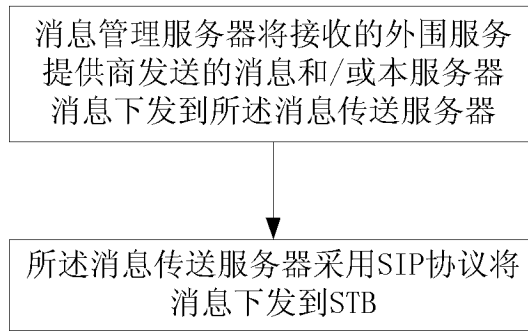 消息管理服务器将接收的外围服务
提供商发送的消息和/或本服务器
消息下发到所述消息传送服务器
所述消息传送服务器采用SIP协议将
消息下发到STB